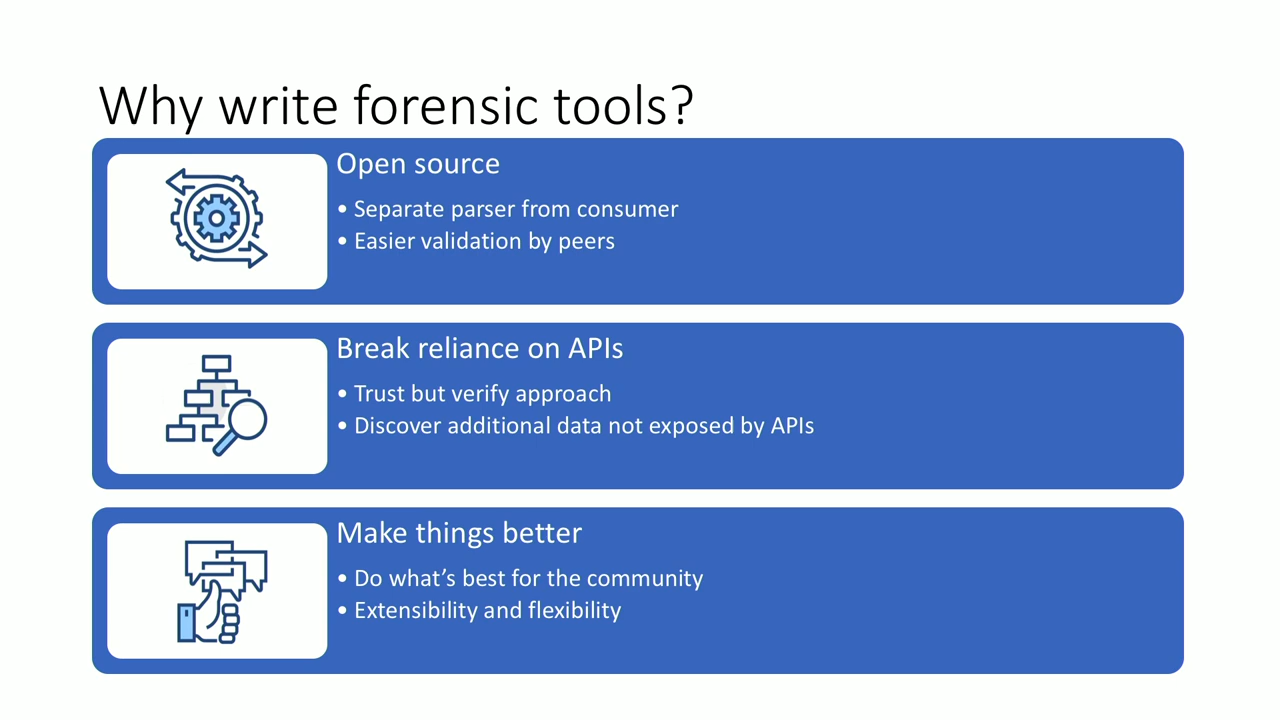 Why write forensic tools?
Open source
• Separate parser from consumer
• Easier validation by peers
Break reliance on APIs
• Trust but verify approach
• Discover additional data not exposed by APIs
Make things better
• Do what’s best for the community
• Extensibility and flexibility